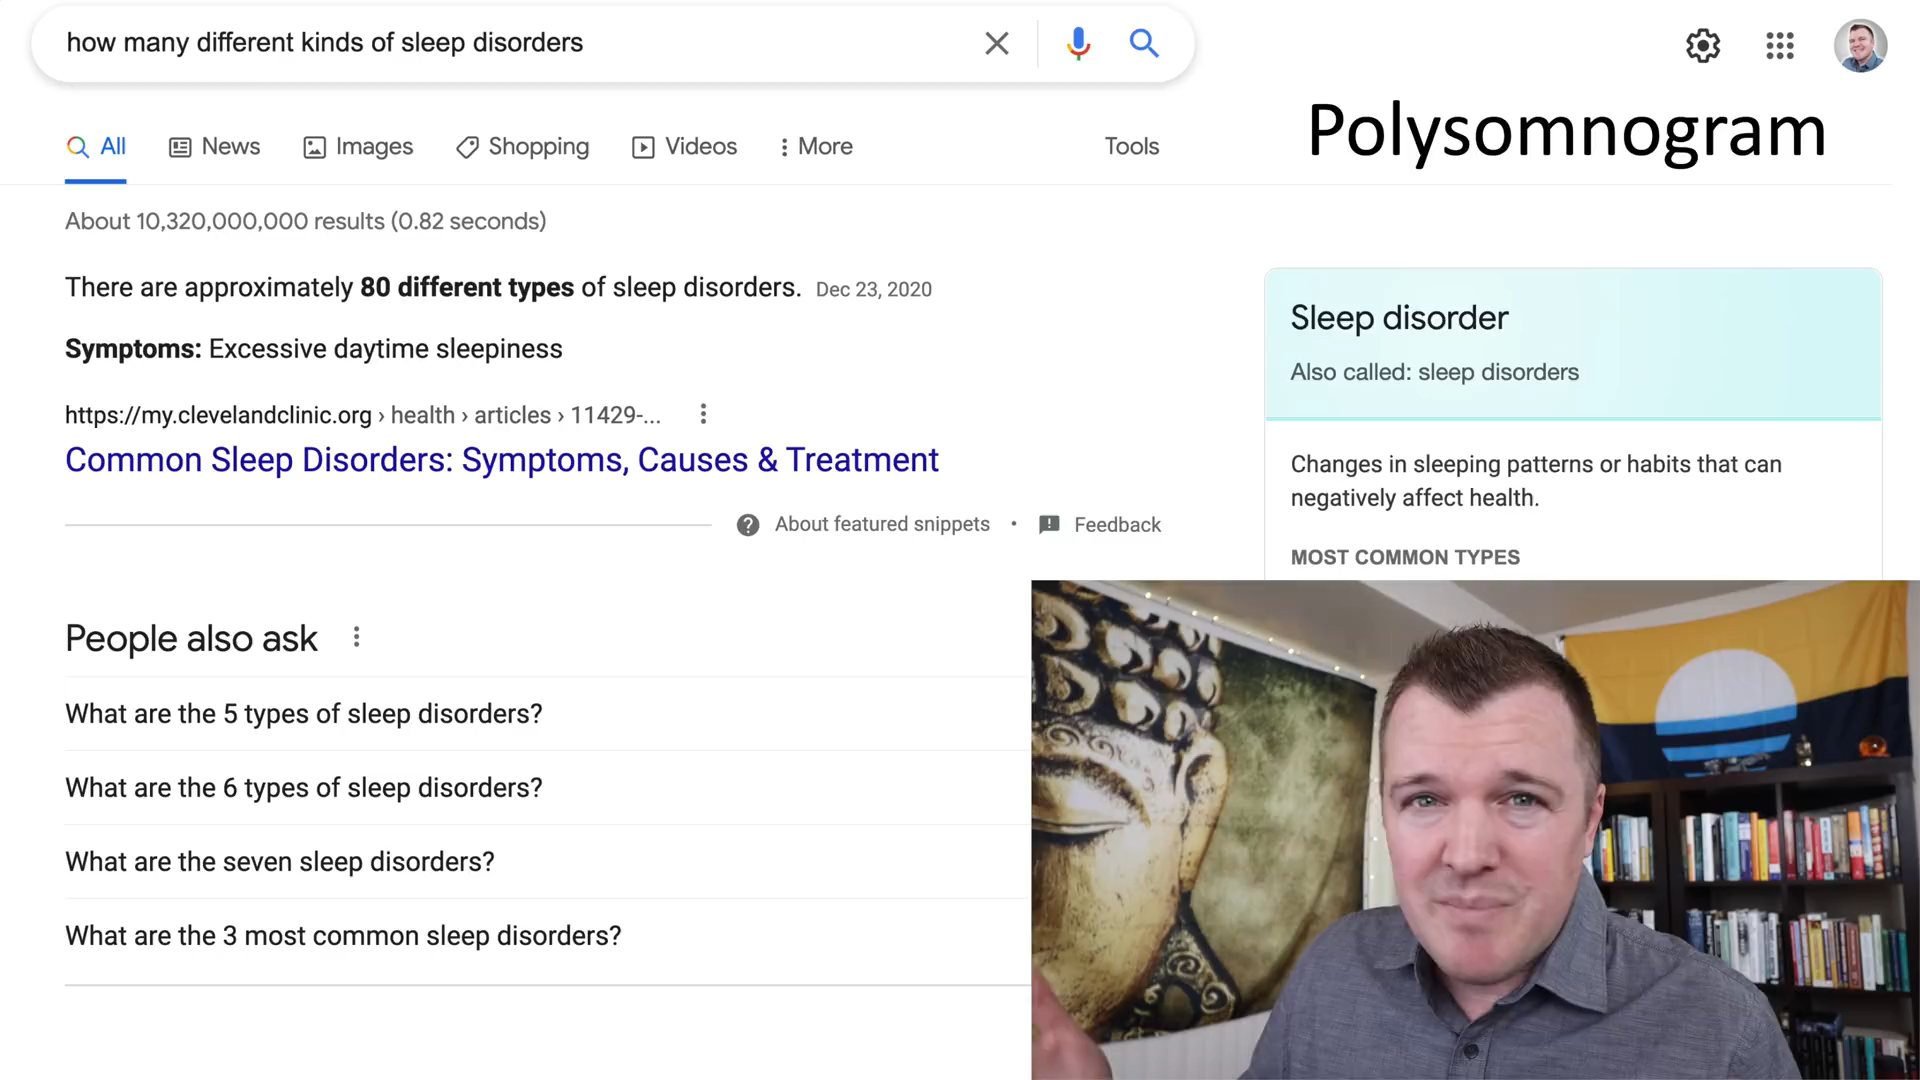 how many different kinds of sleep disorders
All News Images Shopping Videos More Tools
Polysomnogram
About 10,320,000,000 results (0.82 seconds)
There are approximately 80 different types of sleep disorders. Dec 23, 2020
Symptoms: Excessive daytime sleepiness
https://my.clevelandclinic.org › health › articles › 11429-...
Common Sleep Disorders: Symptoms, Causes & Treatment
About featured snippets • Feedback
Sleep disorder
Also called: sleep disorders
Changes in sleeping patterns or habits that can
negatively affect health.
MOST COMMON TYPES
People also ask
What are the 5 types of sleep disorders?
What are the 6 types of sleep disorders?
What are the seven sleep disorders?
What are the 3 most common sleep disorders?